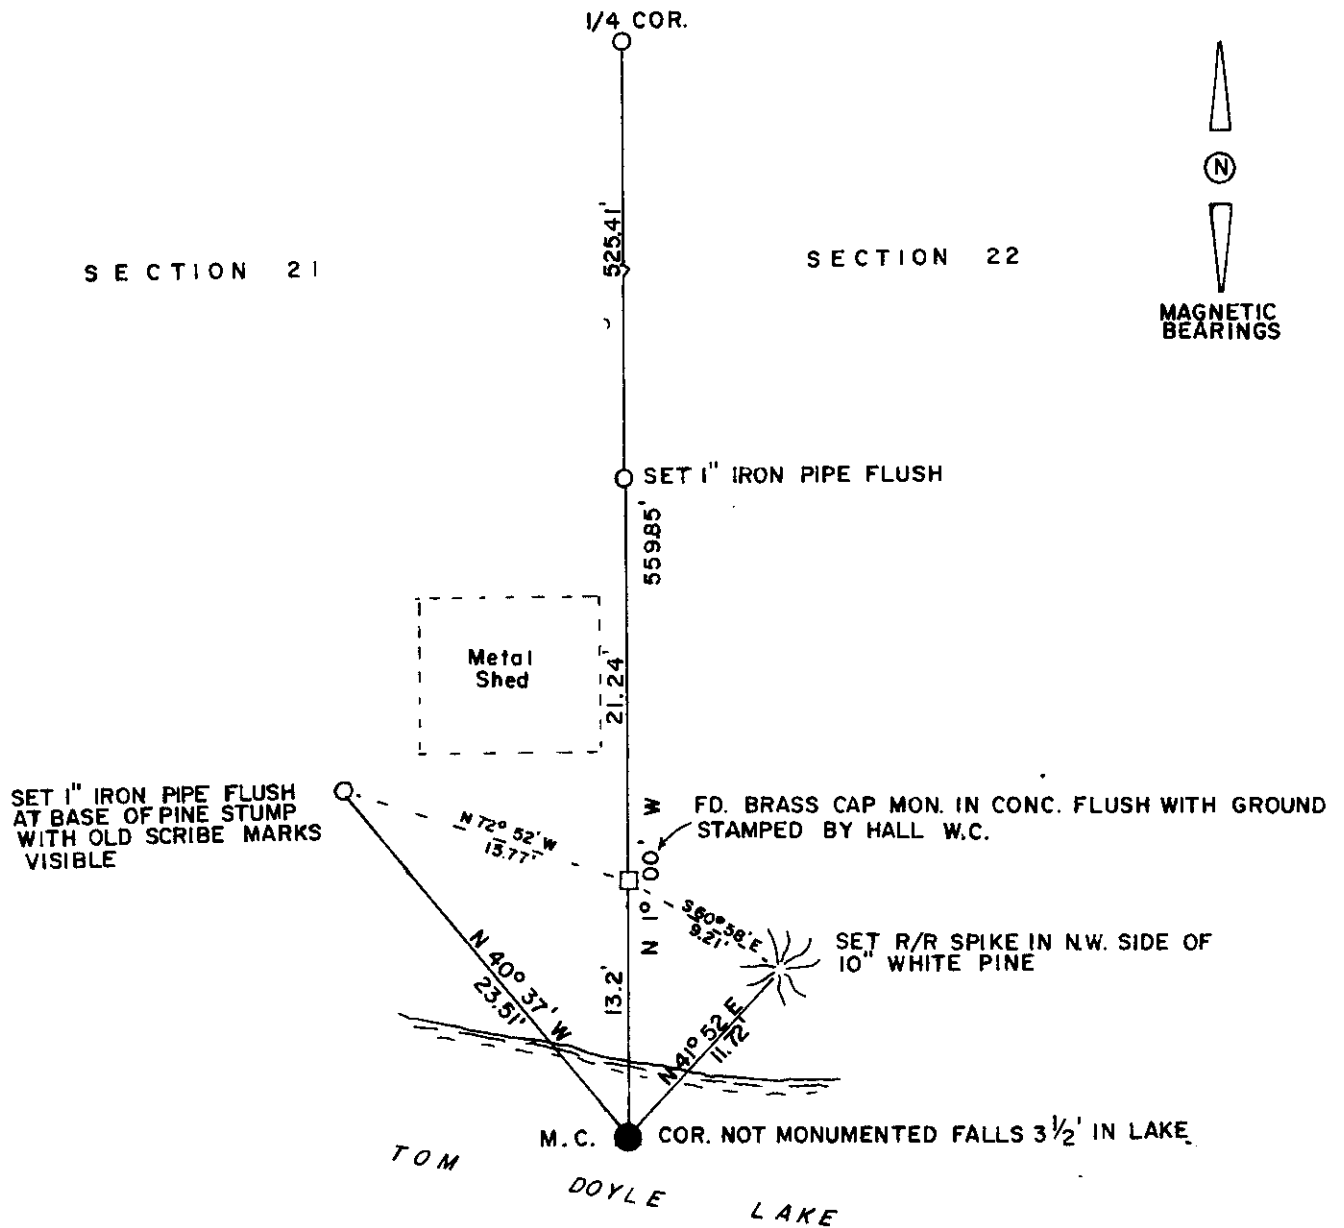 1/4 COR.
N
MAGNETIC
BEARINGS
525.41'
SECTION 21
SECTION 22
SET 1" IRON PIPE FLUSH
559.85'
Metal
Shed
21.24'
SET 1" IRON PIPE FLUSH
AT BASE OF PINE STUMP
WITH OLD SCRIBE MARKS
VISIBLE
N 72° 52' W
15.77'
N 1° 00' W
FD. BRASS CAP MON. IN CONC. FLUSH WITH GROUND
STAMPED BY HALL W.C.
S 60° 38' E
9.21'
SET R/R SPIKE IN N.W. SIDE OF
10" WHITE PINE
N 40° 37' W
23.51'
13.2'
N 41° 52 E
11.72'
M.C.
COR. NOT MONUMENTED FALLS 3 1/2' IN LAKE.
TOM DOYLE LAKE